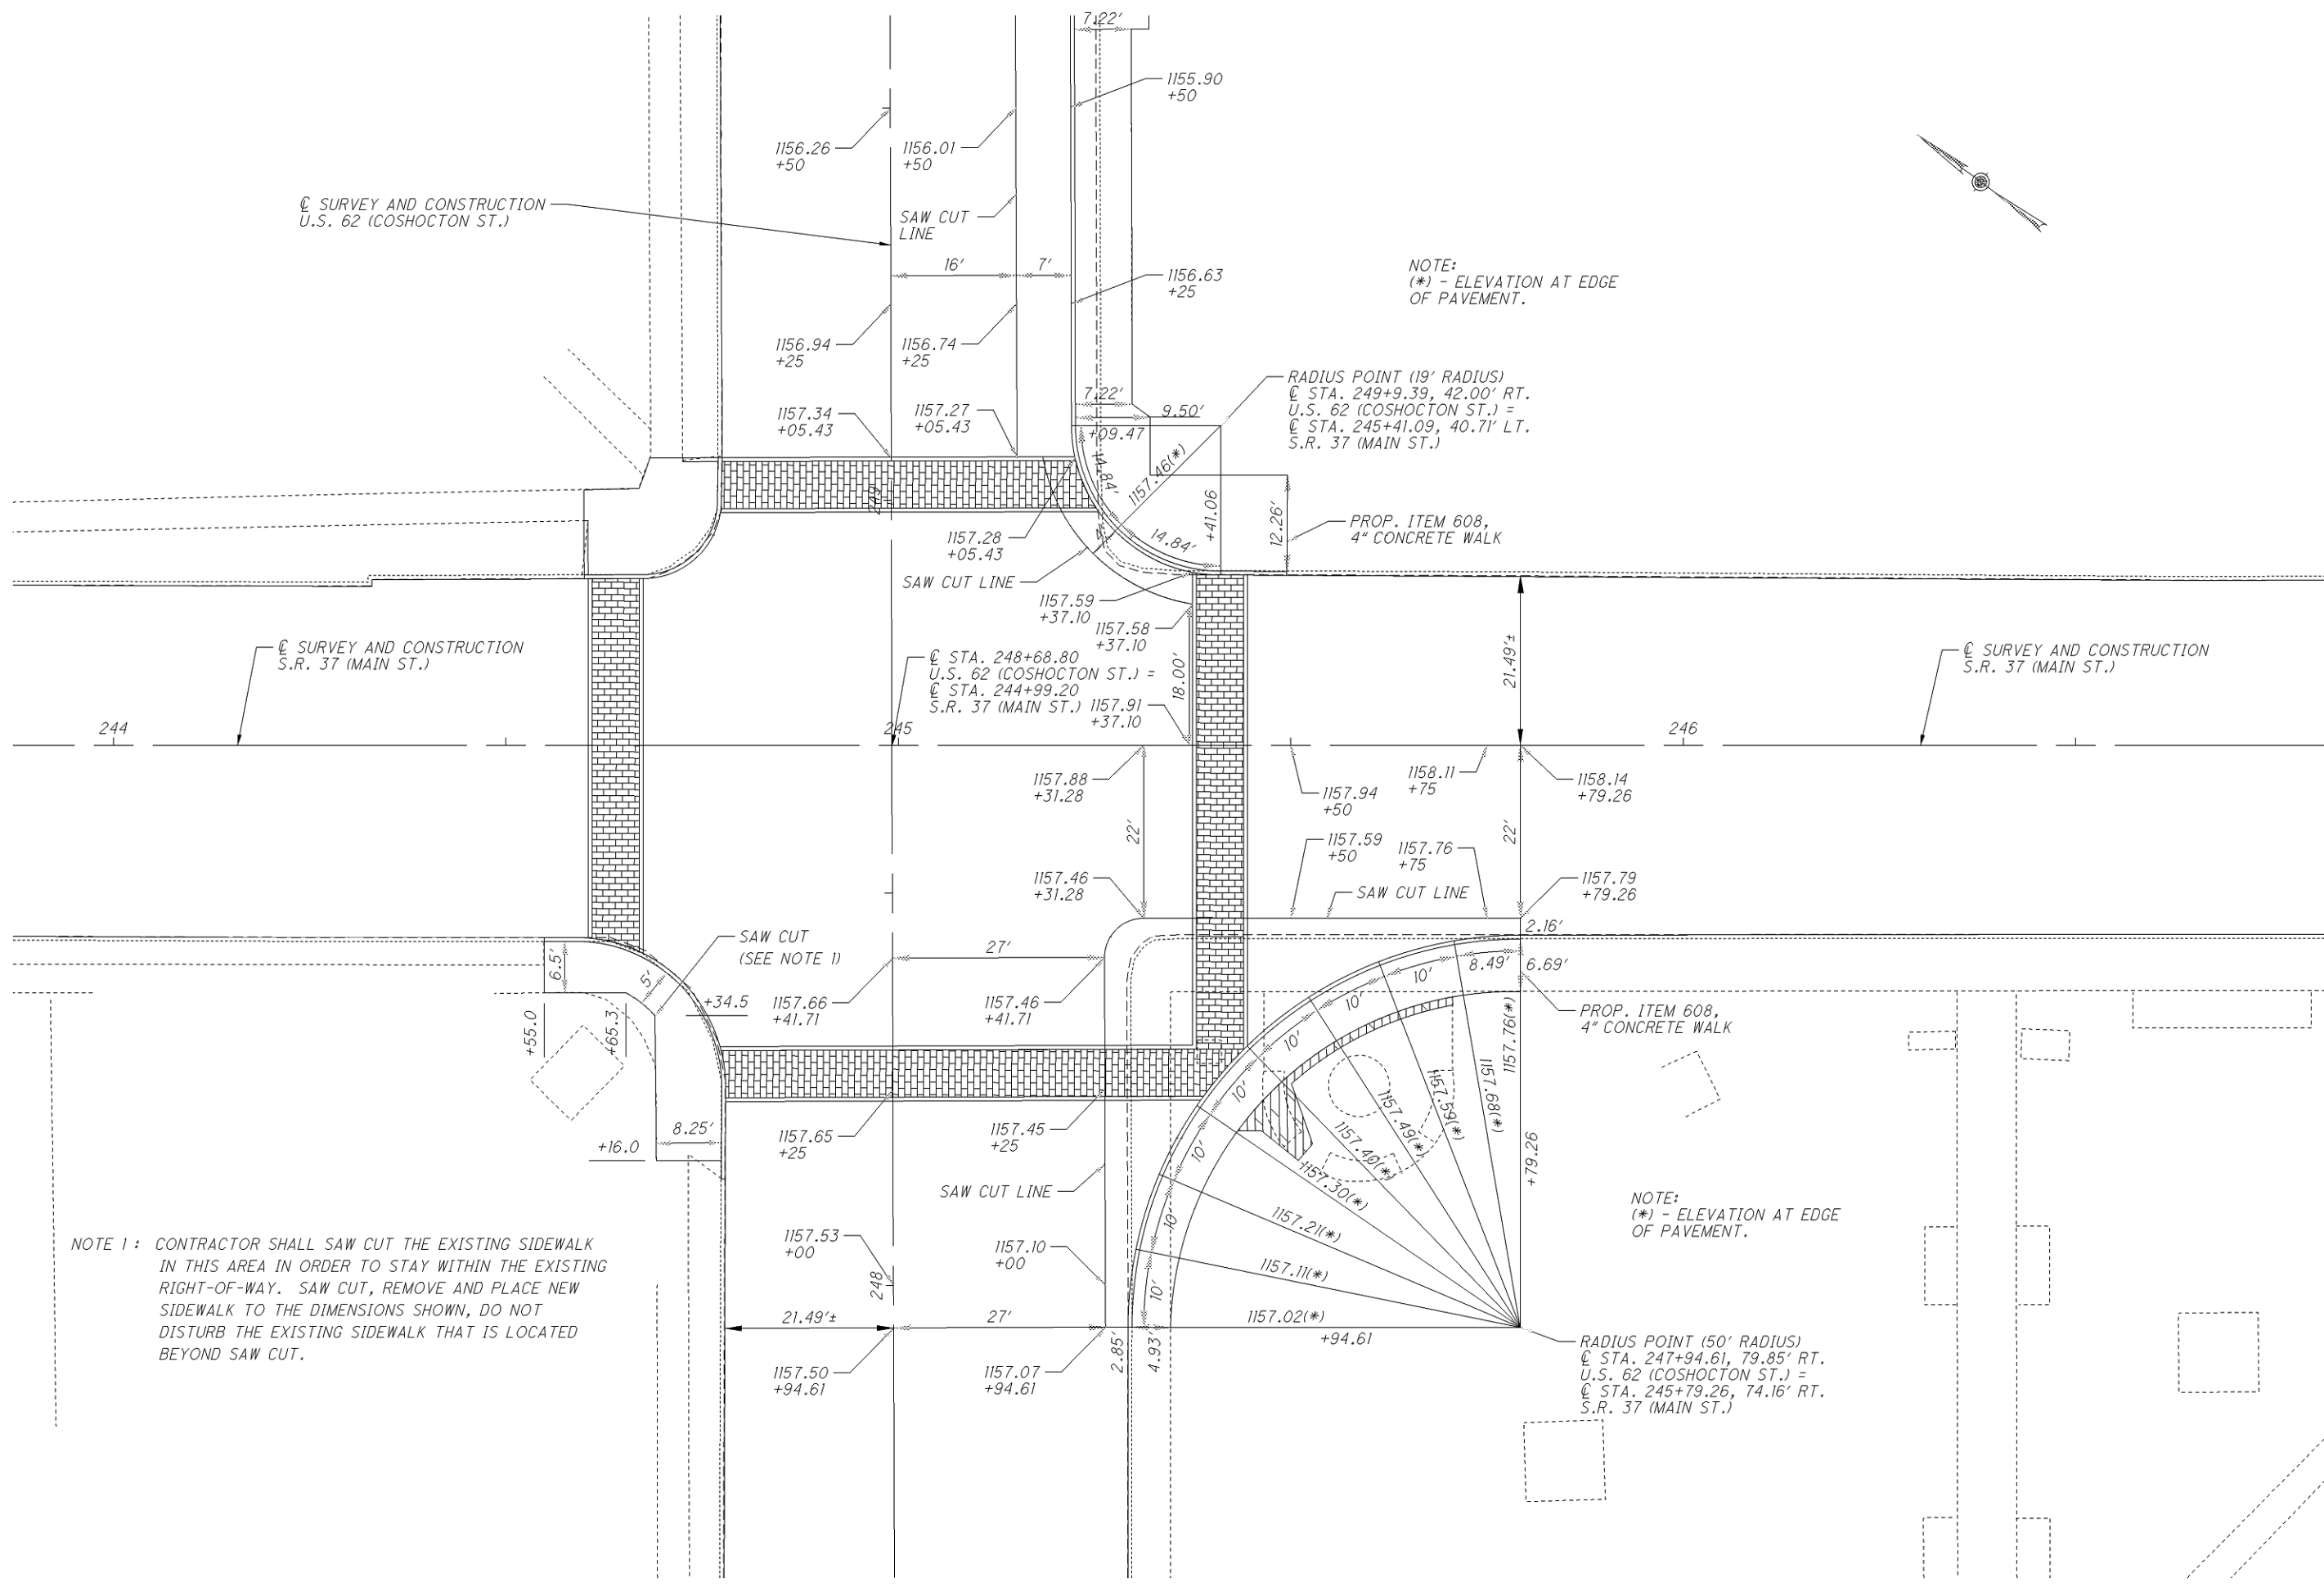 7.22'
1155.90
+50
1156.26
+50
1156.01
+50
℄ SURVEY AND CONSTRUCTION
U.S. 62 (COSHOCTON ST.)
SAW CUT
LINE
16'
7'
1156.63
+25
NOTE:
(*) - ELEVATION AT EDGE
OF PAVEMENT.
1156.94
+25
1156.74
+25
RADIUS POINT (19' RADIUS)
℄ STA. 249+9.39, 42.00' RT.
U.S. 62 (COSHOCTON ST.) =
℄ STA. 245+41.09, 40.71' LT.
S.R. 37 (MAIN ST.)
7.22'
9.50'
1157.34
+05.43
1157.27
+05.43
+09.47
14.84'
1157.46(*)
249
+41.06
12.26'
PROP. ITEM 608,
4" CONCRETE WALK
1157.28
+05.43
14.84'
SAW CUT LINE
1157.59
+37.10
1157.58
+37.10
℄ SURVEY AND CONSTRUCTION
S.R. 37 (MAIN ST.)
℄ STA. 248+68.80
U.S. 62 (COSHOCTON ST.) =
℄ STA. 244+99.20
S.R. 37 (MAIN ST.)
18.00'
1157.91
+37.10
21.49'±
℄ SURVEY AND CONSTRUCTION
S.R. 37 (MAIN ST.)
244
245
246
1157.88
+31.28
1157.94
+50
1158.11
+75
1158.14
+79.26
22'
22'
1157.59
+50
1157.76
+75
1157.46
+31.28
SAW CUT LINE
1157.79
+79.26
2.16'
SAW CUT
(SEE NOTE 1)
27'
6.5'
5'
+34.5
1157.66
+41.71
1157.46
+41.71
8.49'
6.69'
10'
10'
10'
10'
10'
10'
10'
10'
PROP. ITEM 608,
4" CONCRETE WALK
+55.0
+65.3
1157.76(*)
1157.68(*)
1157.59(*)
1157.49(*)
1157.40(*)
1157.30(*)
1157.21(*)
1157.11(*)
1157.02(*)
+94.61
+79.26
8.25'
+16.0
1157.65
+25
1157.45
+25
SAW CUT LINE
NOTE:
(*) - ELEVATION AT EDGE
OF PAVEMENT.
1157.53
+00
1157.10
+00
248
NOTE 1 : CONTRACTOR SHALL SAW CUT THE EXISTING SIDEWALK
IN THIS AREA IN ORDER TO STAY WITHIN THE EXISTING
RIGHT-OF-WAY. SAW CUT, REMOVE AND PLACE NEW
SIDEWALK TO THE DIMENSIONS SHOWN, DO NOT
DISTURB THE EXISTING SIDEWALK THAT IS LOCATED
BEYOND SAW CUT.
21.49'±
27'
2.85'
4.93'
1157.50
+94.61
1157.07
+94.61
RADIUS POINT (50' RADIUS)
℄ STA. 247+94.61, 79.85' RT.
U.S. 62 (COSHOCTON ST.) =
℄ STA. 245+79.26, 74.16' RT.
S.R. 37 (MAIN ST.)